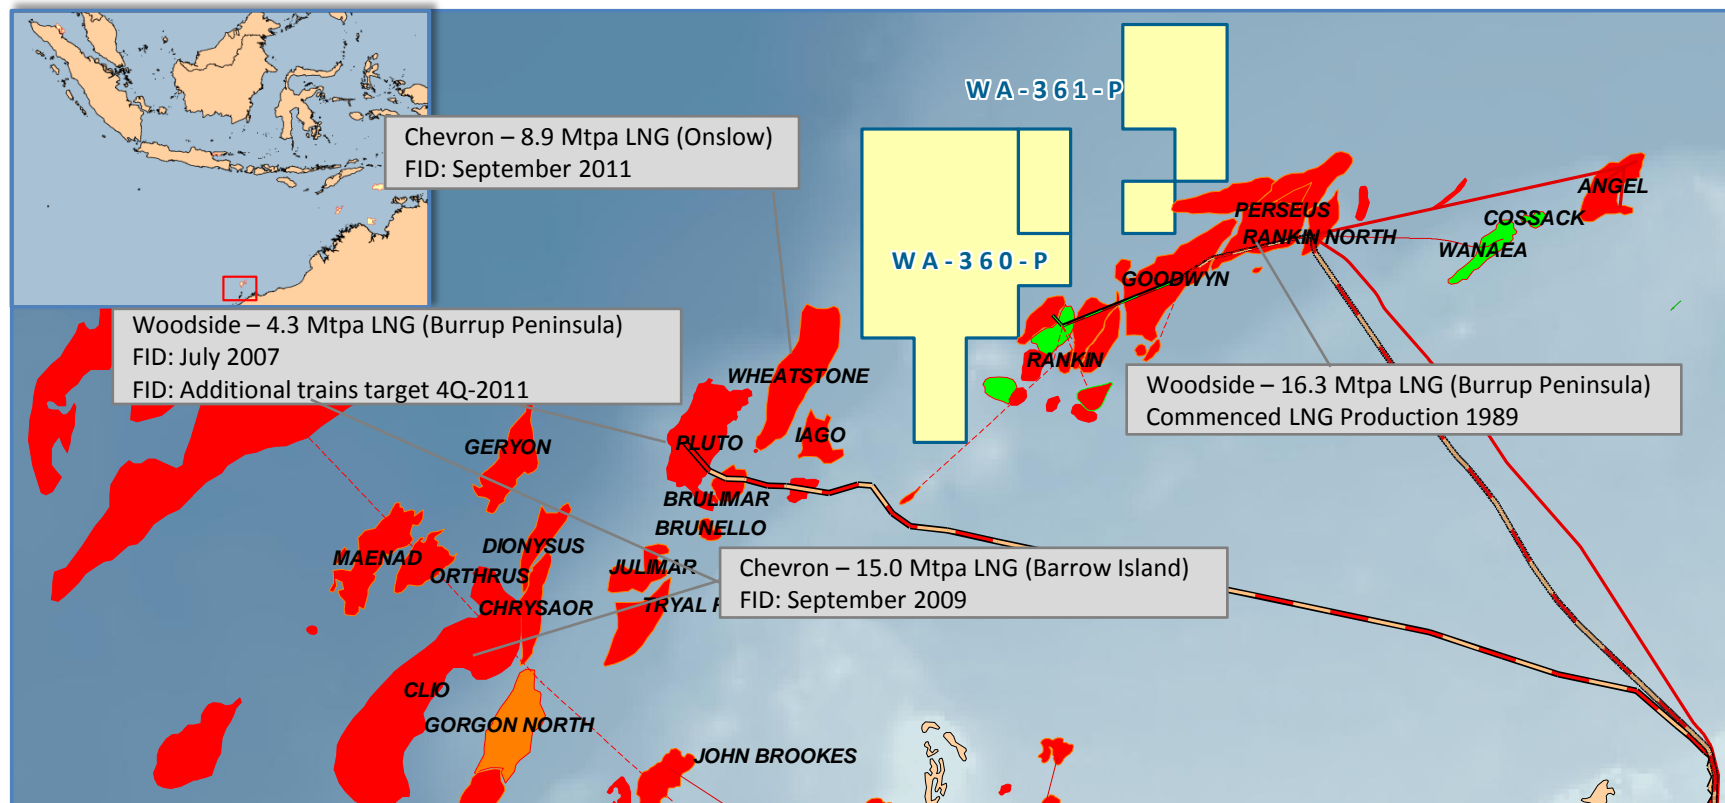 WA-361-P
Chevron – 8.9 Mtpa LNG (Onslow)
FID: September 2011
ANGEL
PERSEUS
COSSACK
RANKIN NORTH
WANAEA
WA-360-P
GOODWYN
Woodside – 4.3 Mtpa LNG (Burrup Peninsula)
FID: July 2007
FID: Additional trains target 4Q-2011
RANKIN
WHEATSTONE
Woodside – 16.3 Mtpa LNG (Burrup Peninsula)
Commenced LNG Production 1989
IAGO
PLUTO
GERYON
BRULIMAR
BRUNELLO
DIONYSUS
MAENAD
JULIMAR
ORTHRUS
Chevron – 15.0 Mtpa LNG (Barrow Island)
FID: September 2009
CHRYSAOR
TRYAL
CLIO
GORGON NORTH
JOHN BROOKES